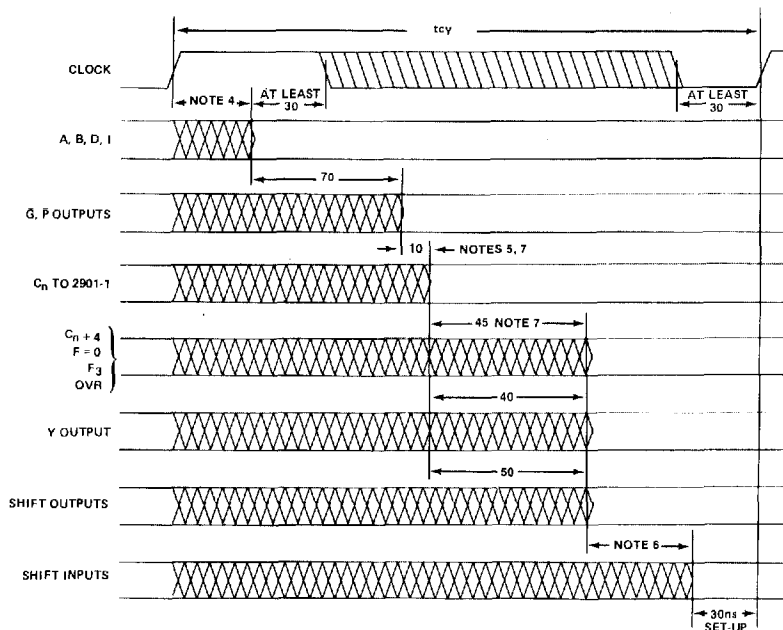 tcy
CLOCK
NOTE 4
AT LEAST
30
AT LEAST
30
A, B, D, I
70
G̅, P̅ OUTPUTS
10
NOTES 5, 7
Cn TO 2901-1
45 NOTE 7
Cn + 4
F = 0
F3
OVR
40
Y OUTPUT
50
SHIFT OUTPUTS
NOTE 6
SHIFT INPUTS
30ns
SET-UP